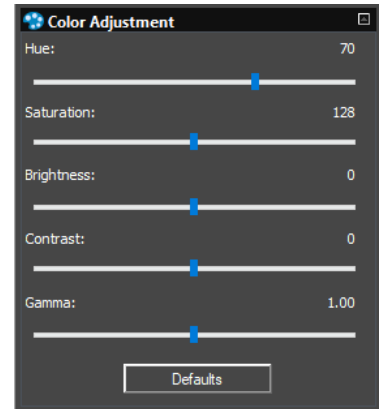 Color Adjustment
Hue: 70
Saturation: 128
Brightness: 0
Contrast: 0
Gamma: 1.00
Defaults